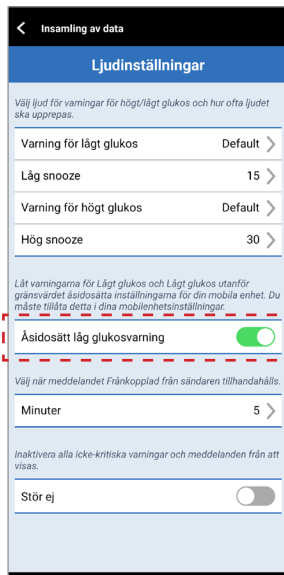 Insamling av data
Ljudinställningar
Välj ljud för varningar för högt/lågt glukos och hur ofta ljudet
ska upprepas.
Varning för lågt glukos Default
Låg snooze 15
Varning för högt glukos Default
Hög snooze 30
Låt varningarna för Lågt glukos och Lågt glukos utanför
gränsvärdet åsidosätta inställningarna för din mobila enhet. Du
måste tillåta detta i dina mobilenhetsinställningar.
Åsidosätt låg glukosvarning
Välj när meddelandet Frånkopplad från sändaren tillhandahålls.
Minuter 5
Inaktivera alla icke-kritiska varningar och meddelanden från att
visas.
Stör ej